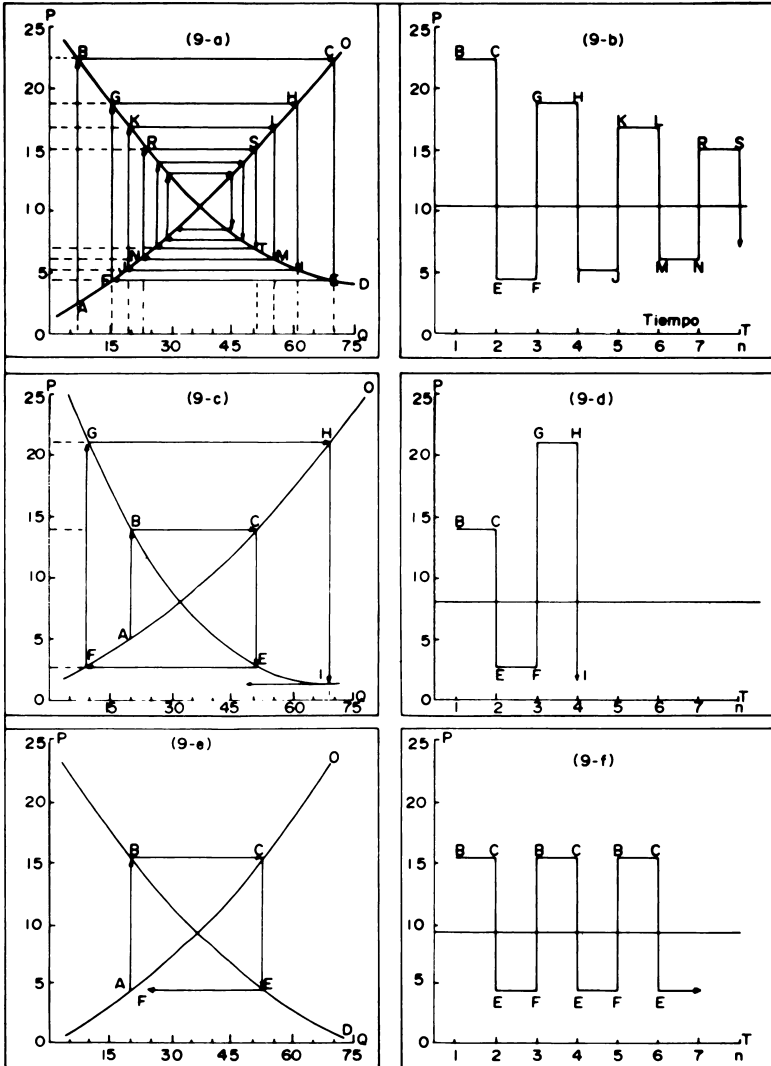 P
(9-a)
25
B
C
O
20
G
H
K
L
15
R
S
10
N
T
M
5
F
E
D
A
0
Q
15 30 45 60 75
P
(9-b)
25
B C
20
G H
K L
15
R S
10
M N
5
E F
I J
Tiempo
0
T
1 2 3 4 5 6 7 n
P
(9-c)
25
O
G
H
20
15
B
C
10
5
A
F
E
I
0
Q
15 30 45 60 75
P
(9-d)
25
G H
20
15
B C
10
5
E F
I
0
T
1 2 3 4 5 6 7 n
P
(9-e)
25
O
20
15
B
C
10
5
A
F
E
D
0
Q
15 30 45 60 75
P
(9-f)
25
20
15
B C B C B C
10
5
E F E F E
0
T
1 2 3 4 5 6 7 n